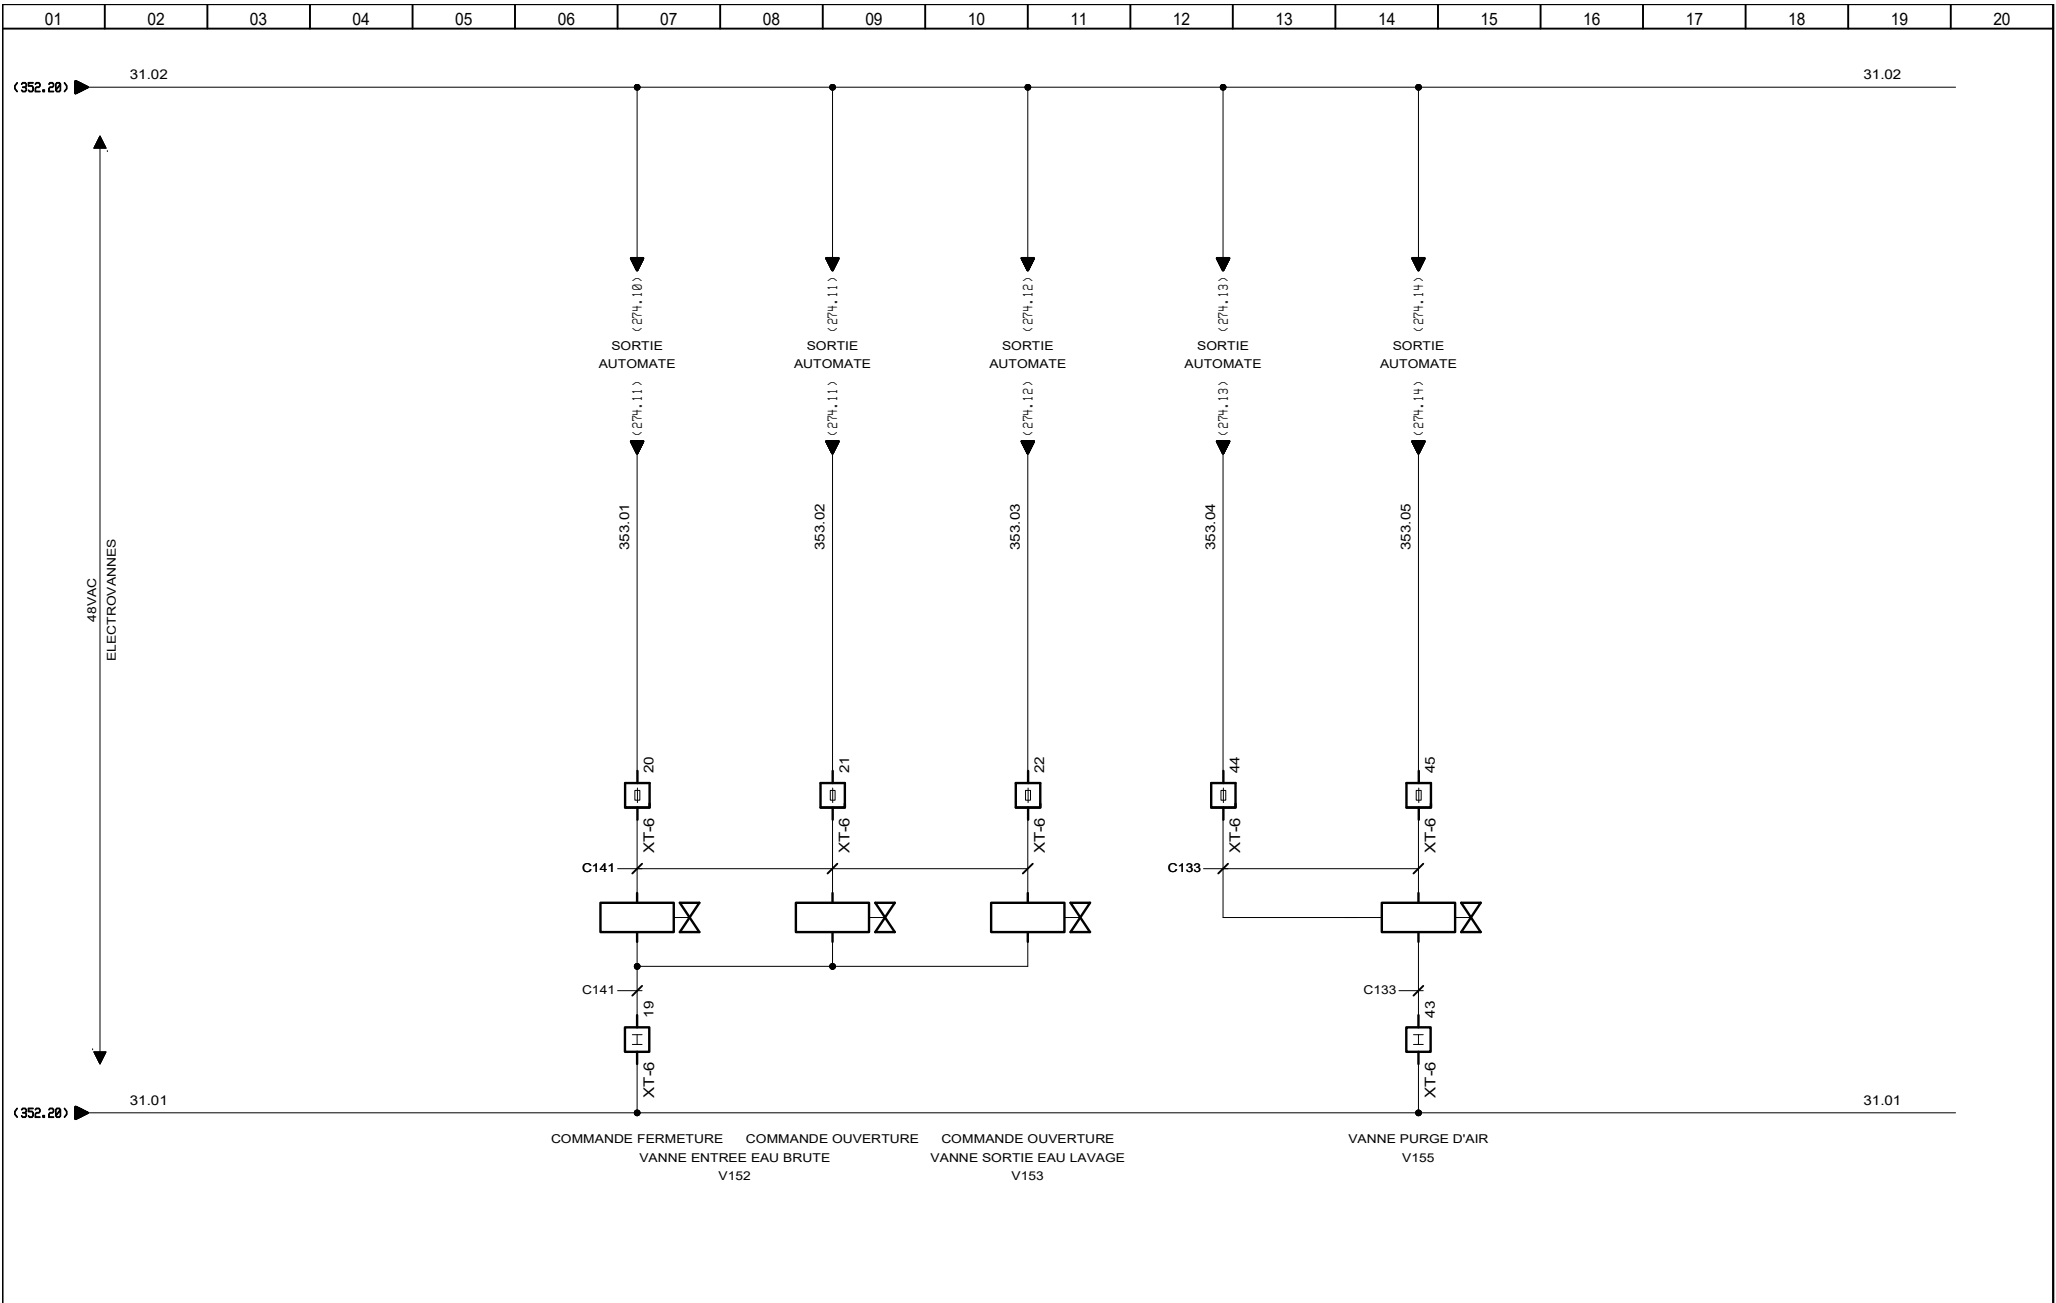 01 02 03 04 05 06 07 08 09 10 11 12 13 14 15 16 17 18 19 20
31.02 31.02
(352.20)
(274.10) (274.11) (274.12) (274.13) (274.14)
SORTIE SORTIE SORTIE SORTIE SORTIE
AUTOMATE AUTOMATE AUTOMATE AUTOMATE AUTOMATE
(274.11) (274.11) (274.12) (274.13) (274.14)
353.01 353.02 353.03 353.04 353.05
48VAC
ELECTROVANNES
20 21 22 44 45
XT-6 XT-6 XT-6 XT-6 XT-6
C141 C133
C141 C133
19 43
XT-6 XT-6
31.01 31.01
(352.20)
COMMANDE FERMETURE COMMANDE OUVERTURE COMMANDE OUVERTURE VANNE PURGE D'AIR
VANNE ENTREE EAU BRUTE VANNE SORTIE EAU LAVAGE V155
V152 V153